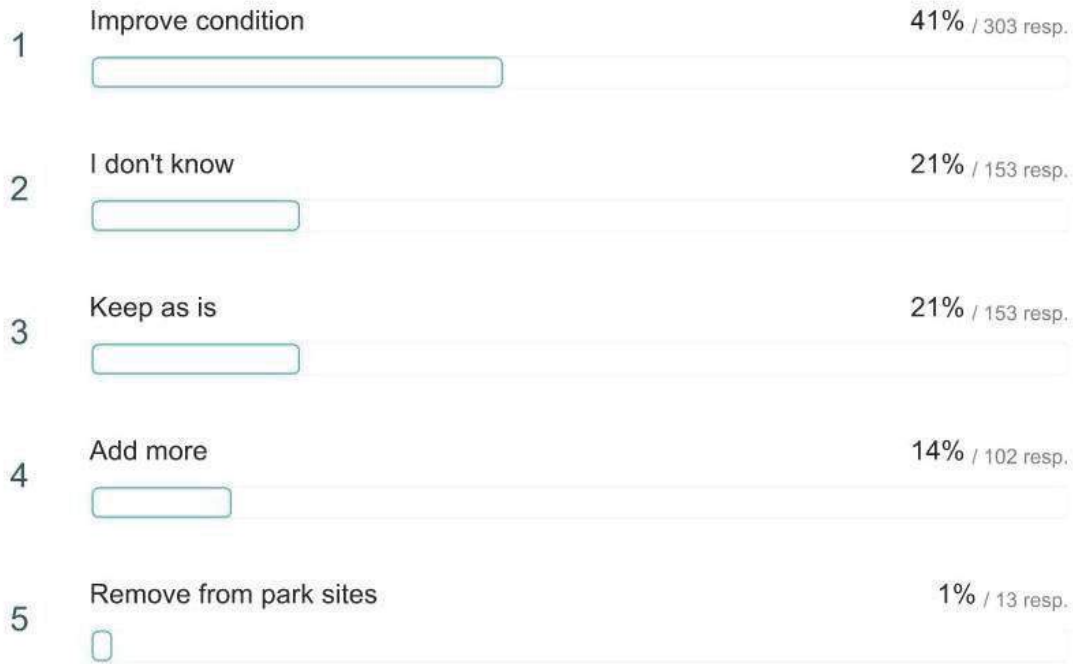 1 Improve condition 41% / 303 resp.
2 I don't know 21% / 153 resp.
3 Keep as is 21% / 153 resp.
4 Add more 14% / 102 resp.
5 Remove from park sites 1% / 13 resp.